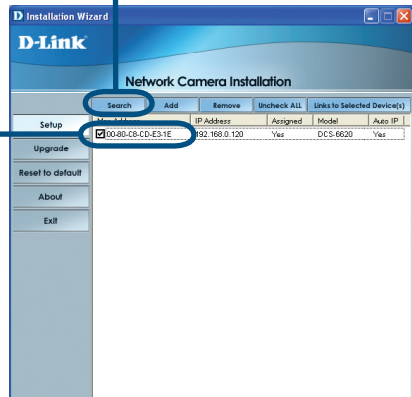 D Installation Wizard
D-Link
Network Camera Installation
Search Add Remove Uncheck ALL Links to Selected Device(s)
IP Address Assigned Model Auto IP
00-80-C8-CD-E3-1E 192.168.0.120 Yes DCS-6620 Yes
Setup
Upgrade
Reset to default
About
Exit